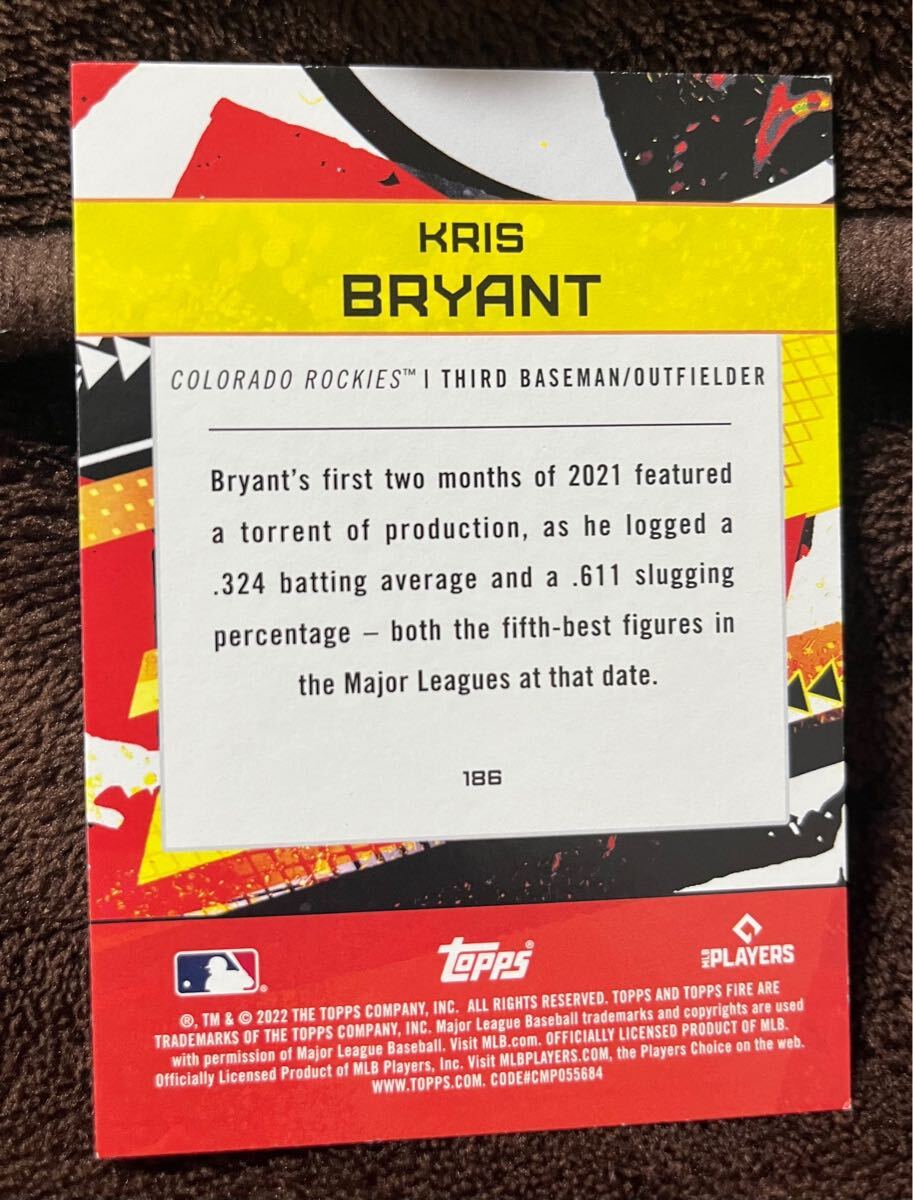 KRIS
BRYANT
COLORADO ROCKIES™ | THIRD BASEMAN/OUTFIELDER
Bryant's first two months of 2021 featured
a torrent of production, as he logged a
.324 batting average and a .611 slugging
percentage – both the fifth-best figures in
the Major Leagues at that date.
186
® topps® MLB PLAYERS
®, TM & © 2022 THE TOPPS COMPANY, INC. ALL RIGHTS RESERVED. TOPPS AND TOPPS FIRE ARE
TRADEMARKS OF THE TOPPS COMPANY, INC. Major League Baseball trademarks and copyrights are used
with permission of Major League Baseball. Visit MLB.com. OFFICIALLY LICENSED PRODUCT OF MLB.
Officially Licensed Product of MLB Players, Inc. Visit MLBPLAYERS.COM, the Players Choice on the web.
WWW.TOPPS.COM. CODE#CMP055684